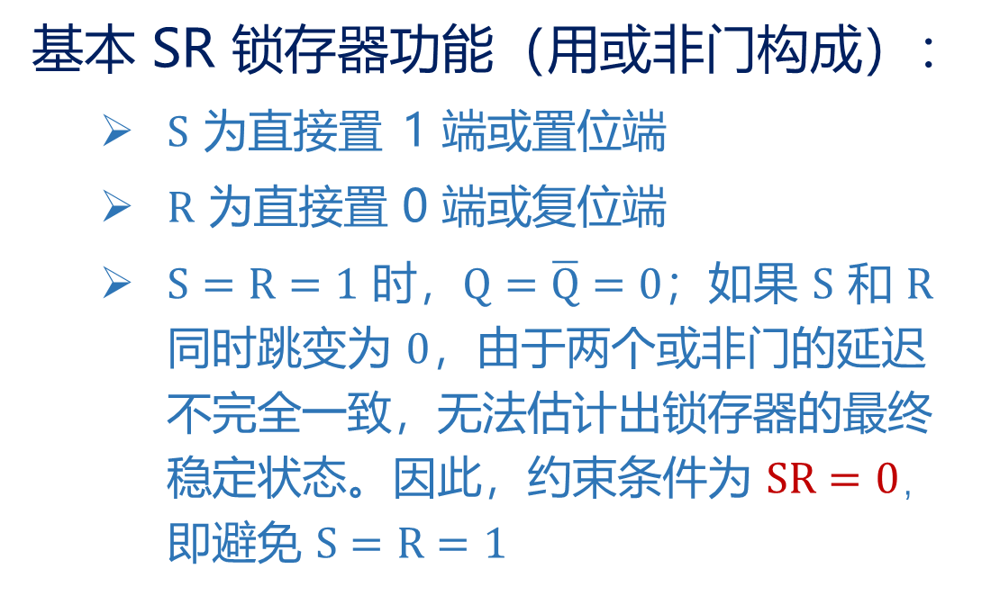 基本 SR 锁存器功能（用或非门构成）:
➢ S 为直接置 1 端或置位端
➢ R 为直接置 0 端或复位端
➢ S = R = 1 时，Q = Q̅ = 0；如果 S 和 R
同时跳变为 0，由于两个或非门的延迟
不完全一致，无法估计出锁存器的最终
稳定状态。因此，约束条件为 SR = 0，
即避免 S = R = 1